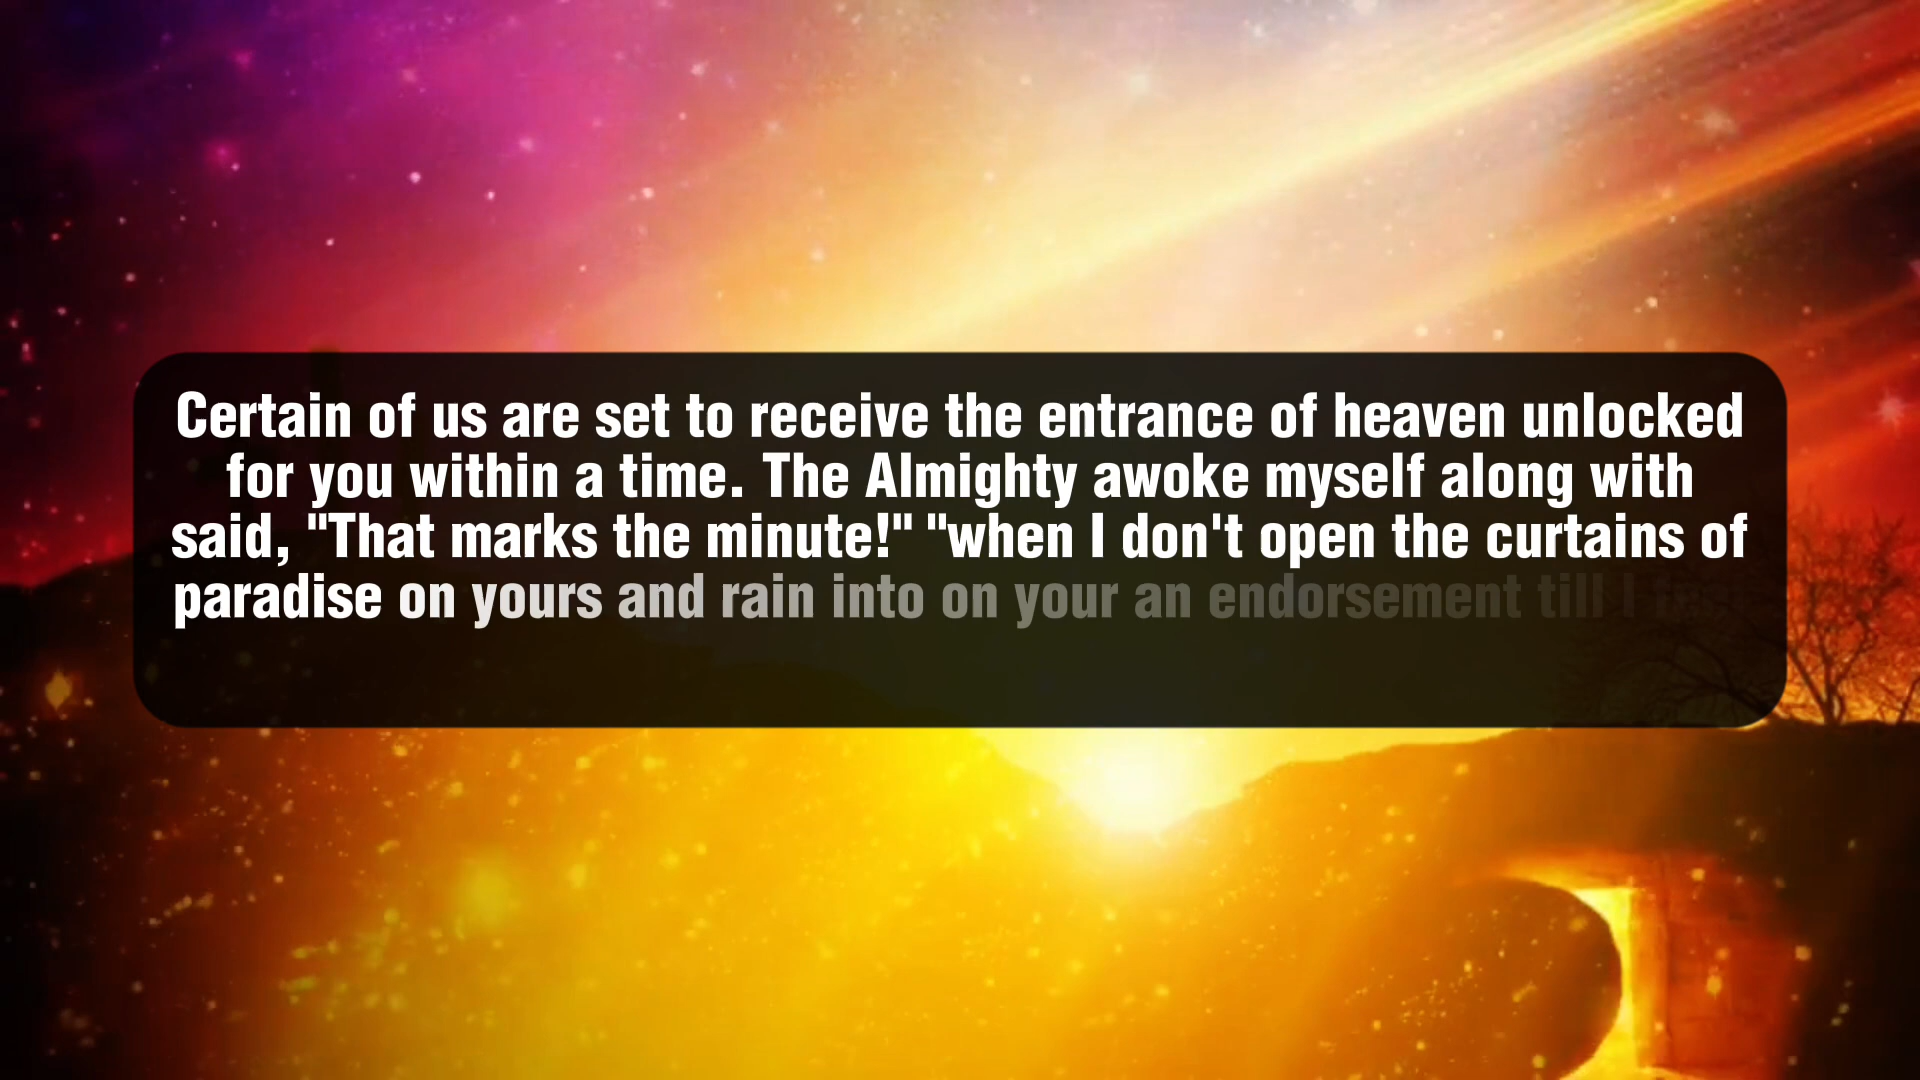 Certain of us are set to receive the entrance of heaven unlocked
for you within a time. The Almighty awoke myself along with
said, "That marks the minute!" "when I don't open the curtains of
paradise on yours and rain into on your an endorsement till I